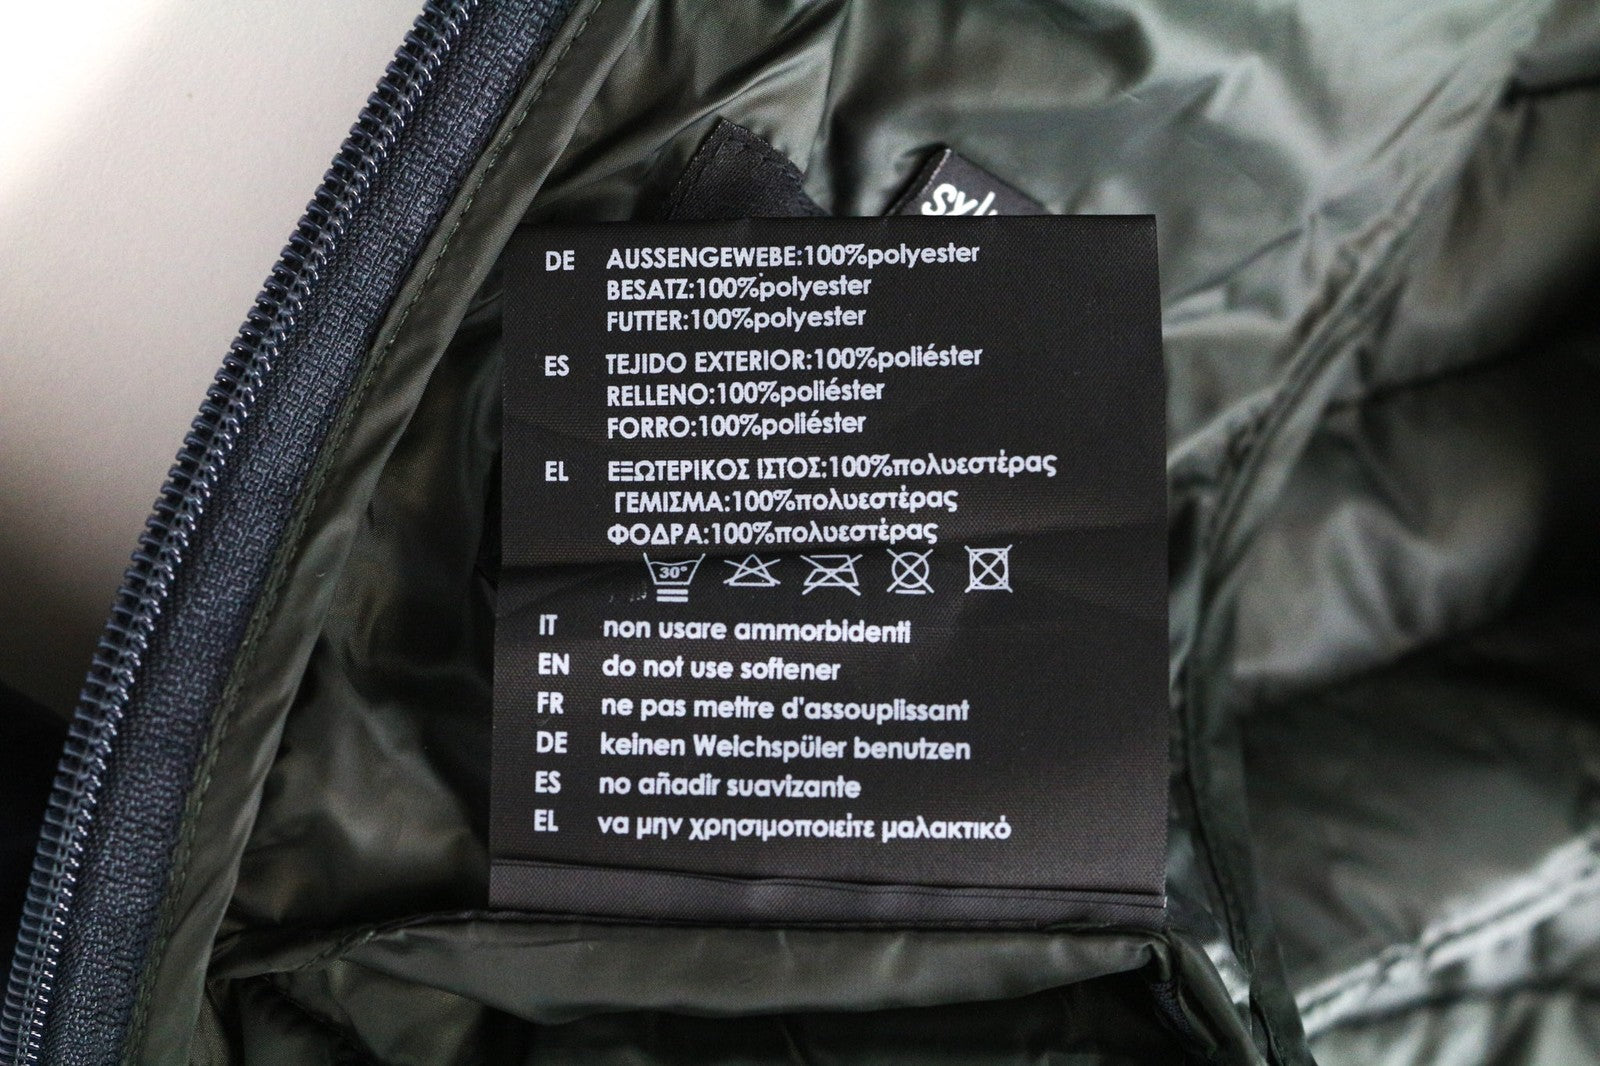 DE AUSSENGEWEBE:100%polyester
BESATZ:100%polyester
FUTTER:100%polyester
ES TEJIDO EXTERIOR:100%poliéster
RELLENO:100%poliéster
FORRO:100%poliéster
EL ΕΞΩΤΕΡΙΚΟΣ ΙΣΤΟΣ:100%πολυεστέρας
ΓΕΜΙΣΜΑ:100%πολυεστέρας
ΦΟΔΡΑ:100%πολυεστέρας
30°
IT non usare ammorbidenti
EN do not use softener
FR ne pas mettre d'assouplissant
DE keinen Weichspüler benutzen
ES no añadir suavizante
EL να μην χρησιμοποιείτε μαλακτικό